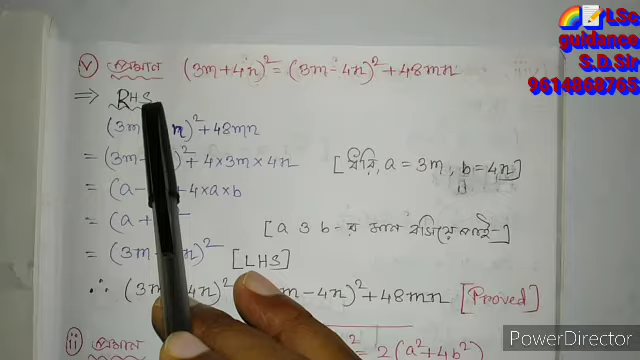 LSc guidance
S.D.Sir
9614868765
ⓥ প্রমাণ (3m+4n)² = (3m-4n)² + 48mn
⇒ RHS
(3m n)² + 48mn
= (3m- )² + 4×3m×4n [ধরি, a = 3m, b = 4n]
= (a- + 4×a×b
= (a+
= (3m )² [LHS] [a ও b-র মান বসিয়ে পাই-]
∴ (3m 4n)² m-4n)² + 48mn [Proved]
ⅱ প্রমাণ ² = 2(a²+4b²)
PowerDirector